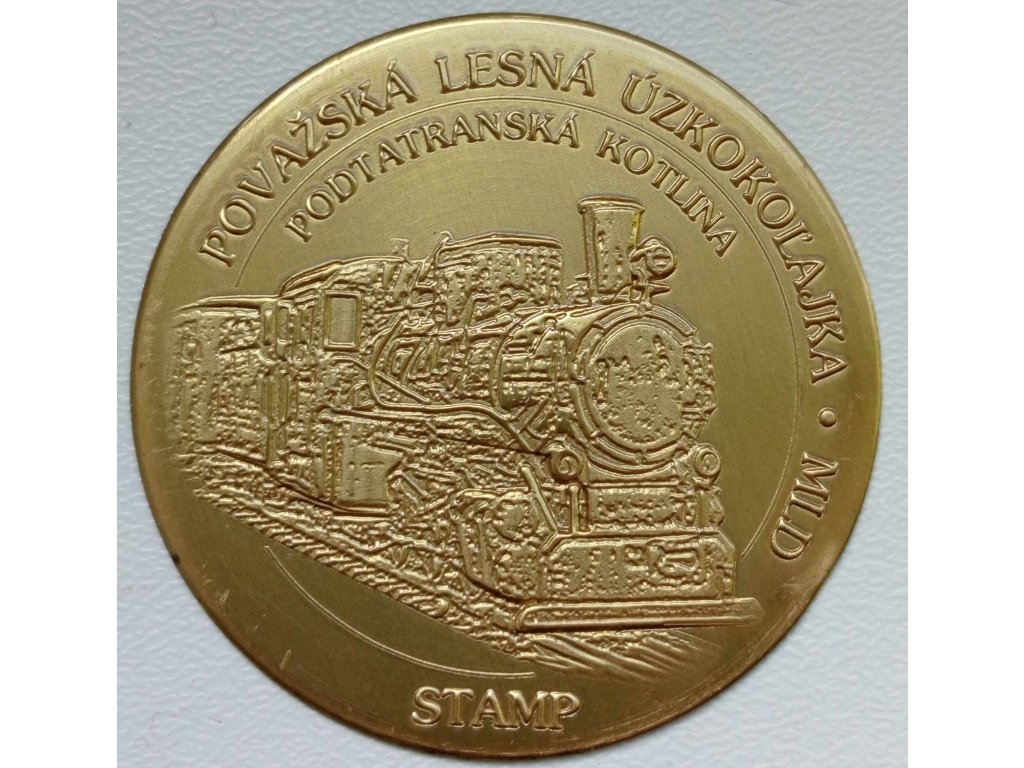 POVAŽSKÁ LESNÁ ÚZKOKOĽAJKA • MLD
PODTATRANSKÁ KOTLINA
STAMP